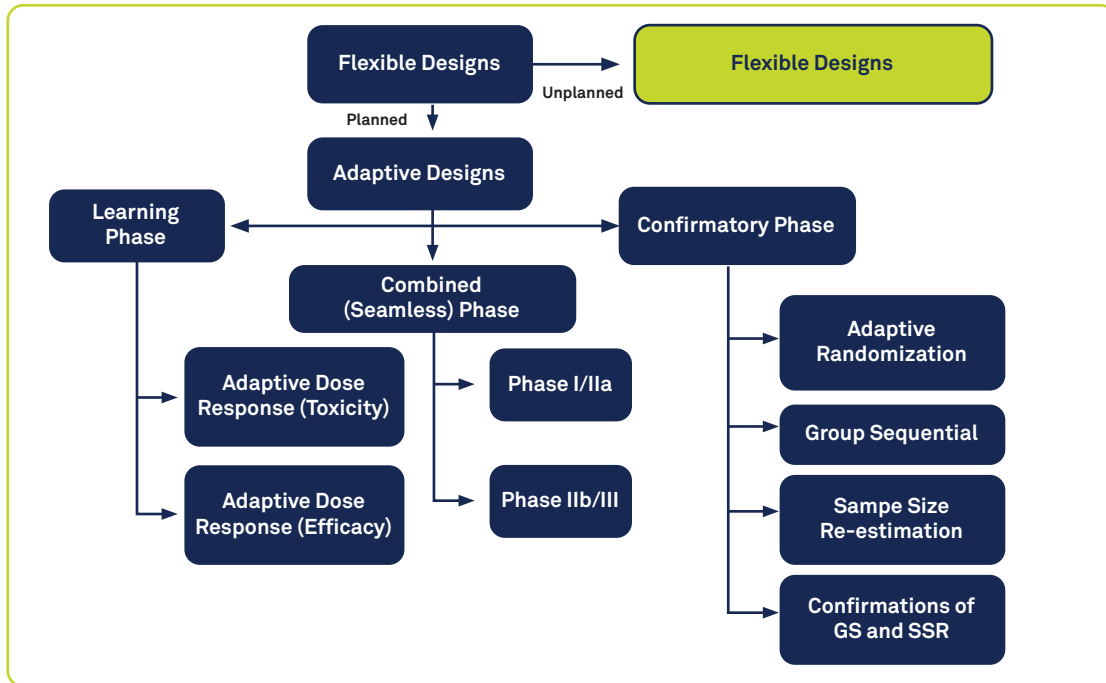 Flexible Designs
Flexible Designs
Unplanned
Planned
Adaptive Designs
Learning
Phase
Confirmatory Phase
Combined
(Seamless) Phase
Adaptive Dose
Response (Toxicity)
Adaptive Dose
Response (Efficacy)
Phase I/IIa
Phase IIb/III
Adaptive
Randomization
Group Sequential
Sampe Size
Re-estimation
Confirmations of
GS and SSR